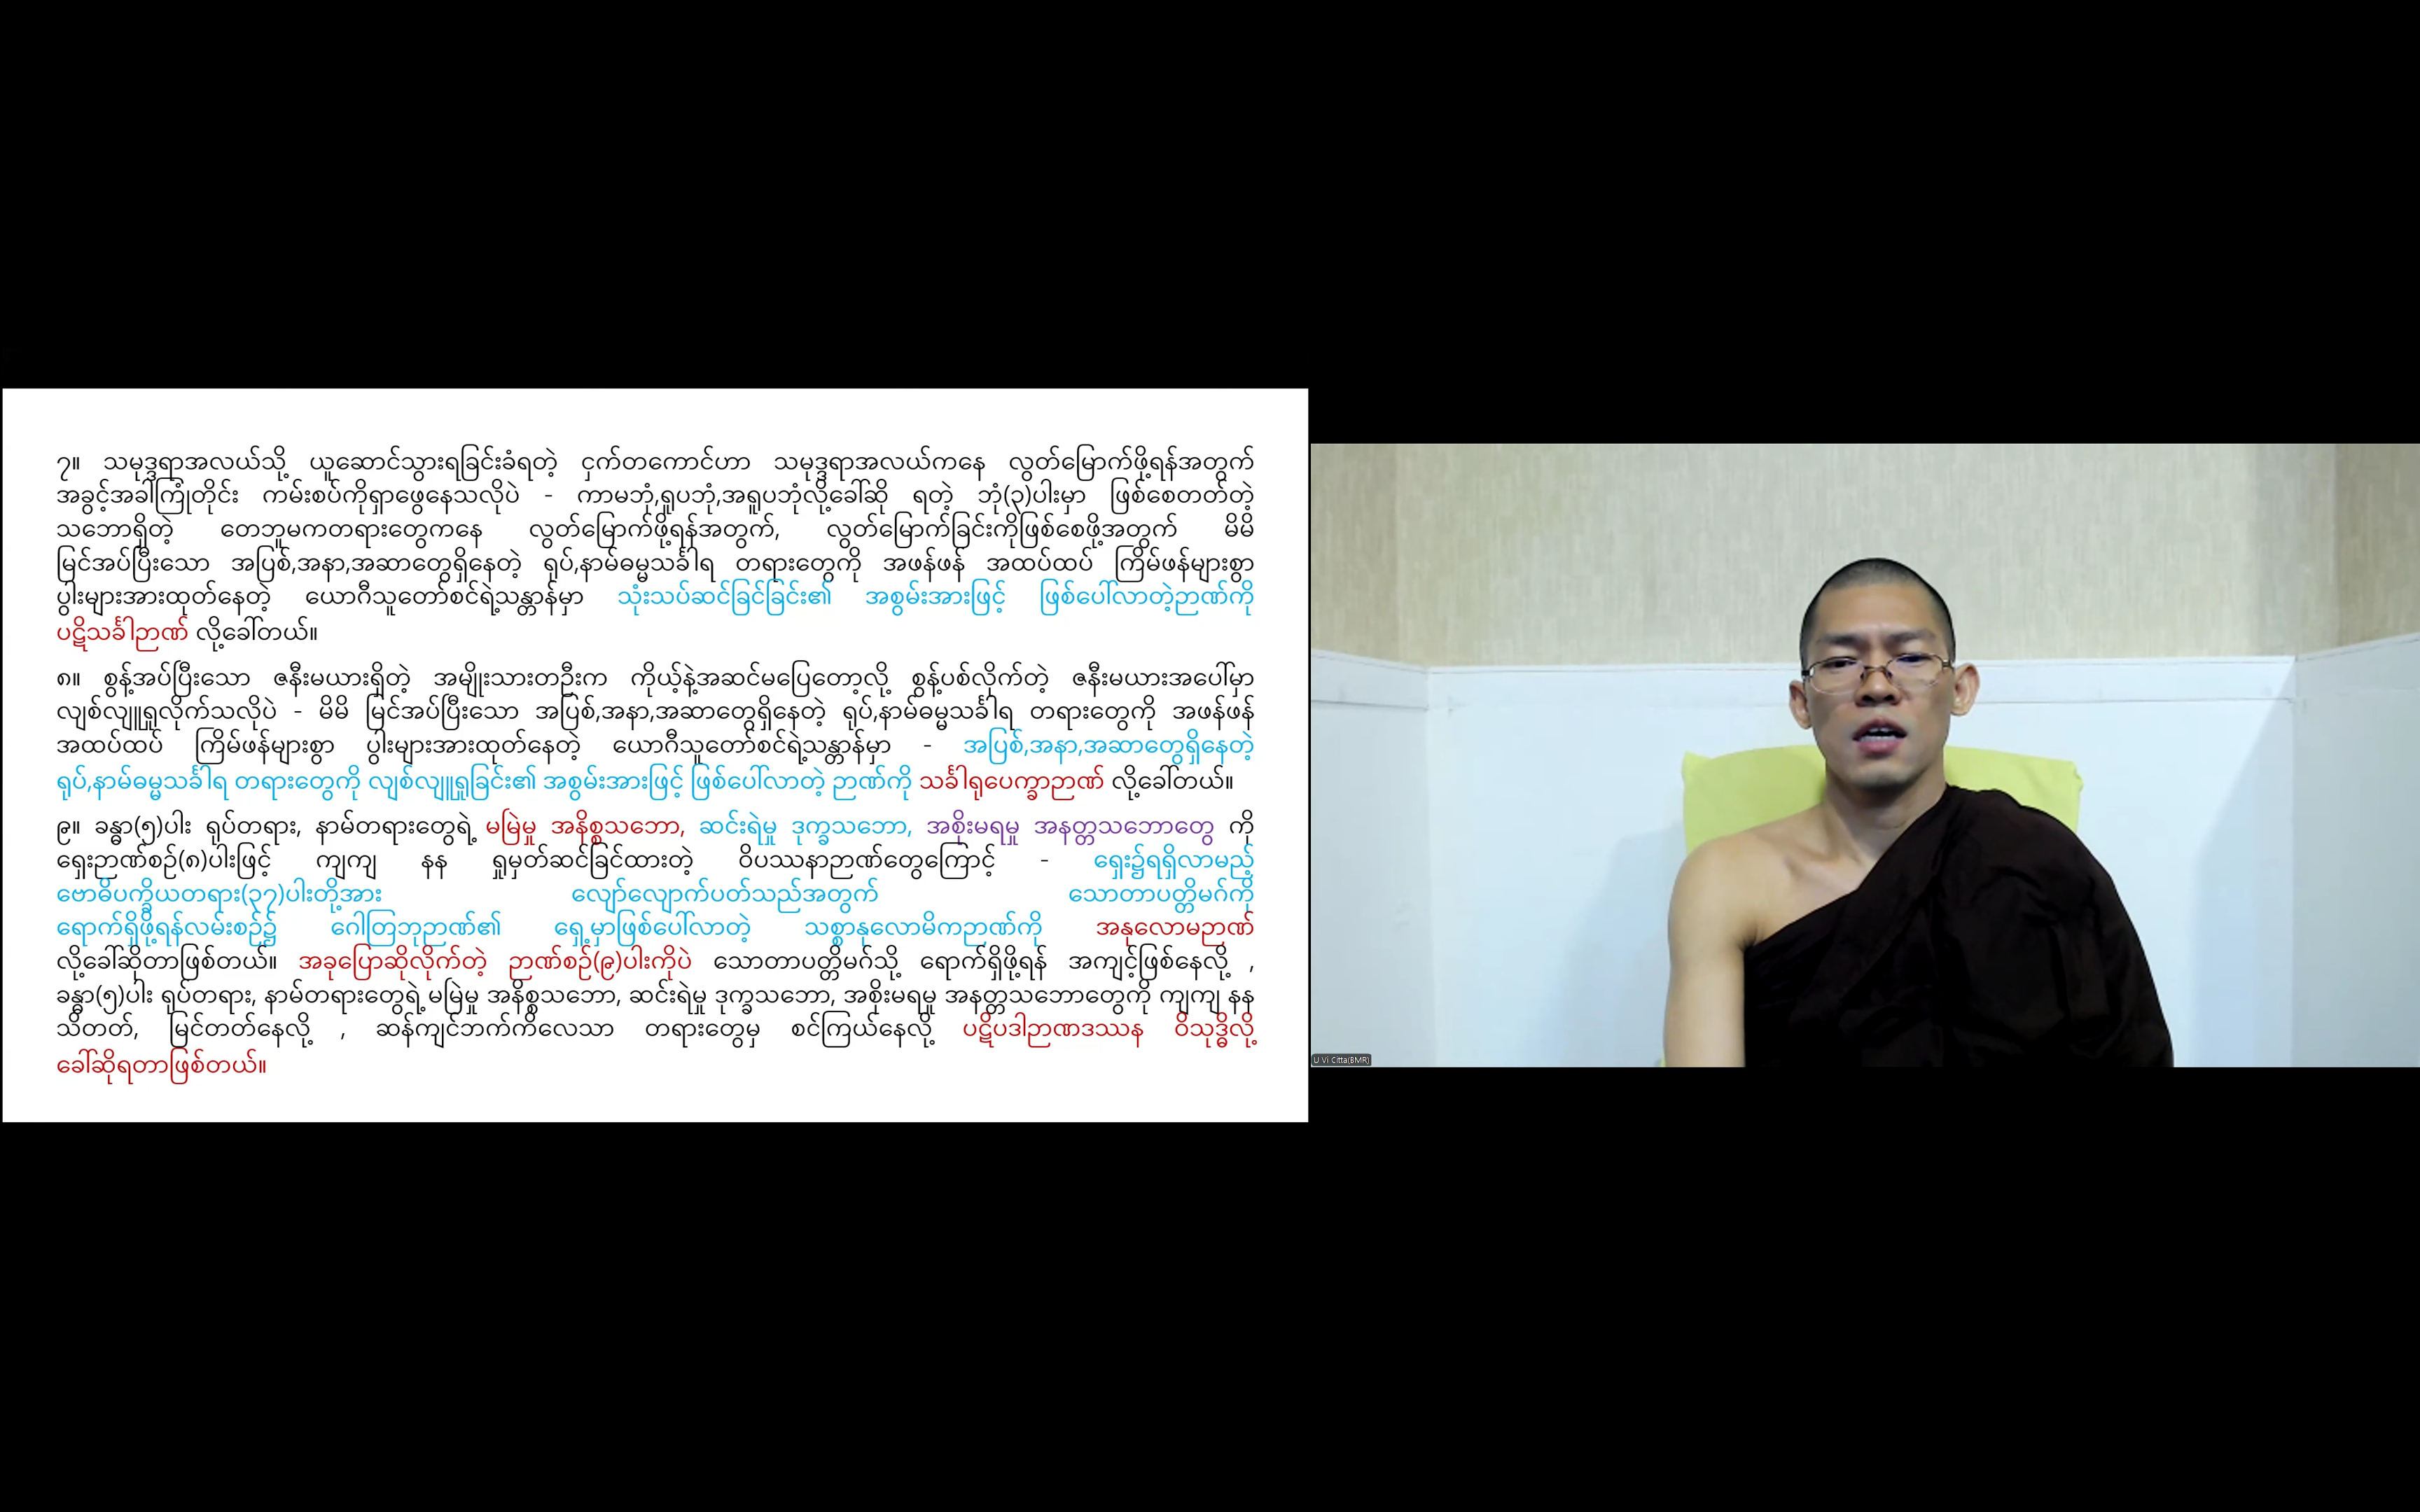 ၇။ သမုဒ္ဒရာအလယ်သို့ ယူဆောင်သွားရခြင်းခံရတဲ့ ငှက်တကောင်ဟာ သမုဒ္ဒရာအလယ်ကနေ လွတ်မြောက်ဖို့ရန်အတွက်
အခွင့်အခါကြုံတိုင်း ကမ်းစပ်ကိုရှာဖွေနေသလိုပဲ - ကာမဘုံ,ရူပဘုံ,အရူပဘုံလို့ခေါ်ဆို ရတဲ့ ဘုံ(၃)ပါးမှာ ဖြစ်စေတတ်တဲ့
သဘောရှိတဲ့ တေဘူမကတရားတွေကနေ လွတ်မြောက်ဖို့ရန်အတွက်, လွတ်မြောက်ခြင်းကိုဖြစ်စေဖို့အတွက် မိမိ
မြင်အပ်ပြီးသော အပြစ်,အနာ,အဆာတွေရှိနေတဲ့ ရုပ်,နာမ်ဓမ္မသင်္ခါရ တရားတွေကို အဖန်ဖန် အထပ်ထပ် ကြိမ်ဖန်များစွာ
ပွါးများအားထုတ်နေတဲ့ ယောဂီသူတော်စင်ရဲ့သန္တာန်မှာ သုံးသပ်ဆင်ခြင်ခြင်း၏ အစွမ်းအားဖြင့် ဖြစ်ပေါ်လာတဲ့ဉာဏ်ကို
ပဋိသင်္ခါဉာဏ် လို့ခေါ်တယ်။
၈။ စွန့်အပ်ပြီးသော ဇနီးမယားရှိတဲ့ အမျိုးသားတဦးက ကိုယ့်နဲ့အဆင်မပြေတော့လို့ စွန့်ပစ်လိုက်တဲ့ ဇနီးမယားအပေါ်မှာ
လျစ်လျူရှုလိုက်သလိုပဲ - မိမိ မြင်အပ်ပြီးသော အပြစ်,အနာ,အဆာတွေရှိနေတဲ့ ရုပ်,နာမ်ဓမ္မသင်္ခါရ တရားတွေကို အဖန်ဖန်
အထပ်ထပ် ကြိမ်ဖန်များစွာ ပွါးများအားထုတ်နေတဲ့ ယောဂီသူတော်စင်ရဲ့သန္တာန်မှာ - အပြစ်,အနာ,အဆာတွေရှိနေတဲ့
ရုပ်,နာမ်ဓမ္မသင်္ခါရ တရားတွေကို လျစ်လျူရှုခြင်း၏ အစွမ်းအားဖြင့် ဖြစ်ပေါ်လာတဲ့ ဉာဏ်ကို သင်္ခါရုပေက္ခာဉာဏ် လို့ခေါ်တယ်။
၉။ ခန္ဓာ(၅)ပါး ရုပ်တရား, နာမ်တရားတွေရဲ့ မမြဲမှု အနိစ္စသဘော, ဆင်းရဲမှု ဒုက္ခသဘော, အစိုးမရမှု အနတ္တသဘောတွေ ကို
ရှေးဉာဏ်စဉ်(၈)ပါးဖြင့် ကျကျ နန ရှုမှတ်ဆင်ခြင်ထားတဲ့ ဝိပဿနာဉာဏ်တွေကြောင့် - ရှေး၌ရရှိလာမည့်
ဗောဓိပက္ခိယတရား(၃၇)ပါးတို့အား လျော်လျောက်ပတ်သည်အတွက် သောတာပတ္တိမဂ်ကို
ရောက်ရှိဖို့ရန်လမ်းစဉ်၌ ဂေါတြဘုဉာဏ်၏ ရှေ့မှာဖြစ်ပေါ်လာတဲ့ သစ္စာနုလောမိကဉာဏ်ကို အနုလောမဉာဏ်
လို့ခေါ်ဆိုတာဖြစ်တယ်။ အခုပြောဆိုလိုက်တဲ့ ဉာဏ်စဉ်(၉)ပါးကိုပဲ သောတာပတ္တိမဂ်သို့ ရောက်ရှိဖို့ရန် အကျင့်ဖြစ်နေလို့ ,
ခန္ဓာ(၅)ပါး ရုပ်တရား, နာမ်တရားတွေရဲ့ မမြဲမှု အနိစ္စသဘော, ဆင်းရဲမှု ဒုက္ခသဘော, အစိုးမရမှု အနတ္တသဘောတွေကို ကျကျ နန
သိတတ်, မြင်တတ်နေလို့ , ဆန့်ကျင်ဘက်ကိလေသာ တရားတွေမှ စင်ကြယ်နေလို့ ပဋိပဒါဉာဏဒဿန ဝိသုဒ္ဓိလို့
ခေါ်ဆိုရတာဖြစ်တယ်။
U Vi Citta(BMR)